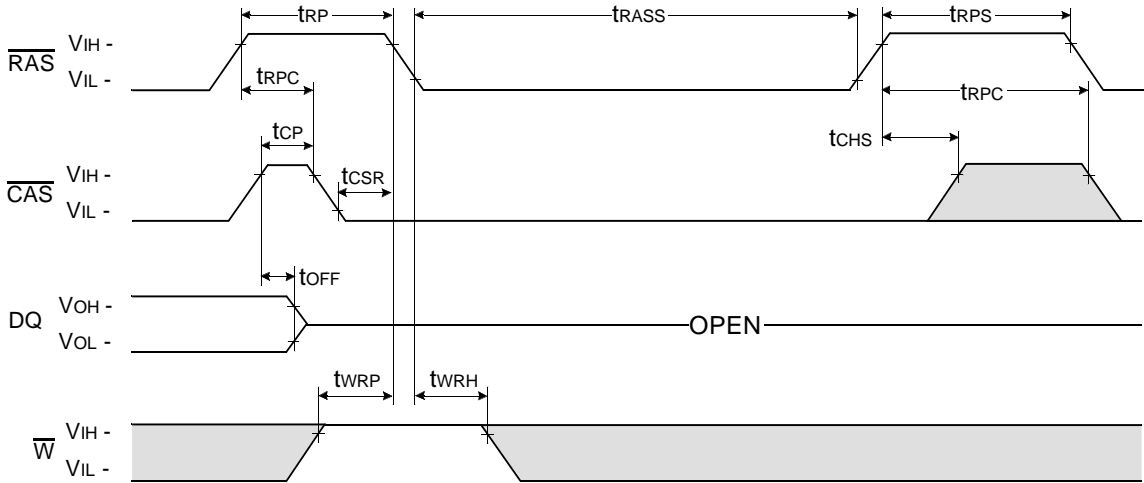 tRP
tRASS
tRPS
RAS
VIH -
VIL -
tRPC
tRPC
tCP
tCHS
CAS
VIH -
VIL -
tCSR
tOFF
DQ
VOH -
VOL -
OPEN
tWRP
tWRH
W
VIH -
VIL -